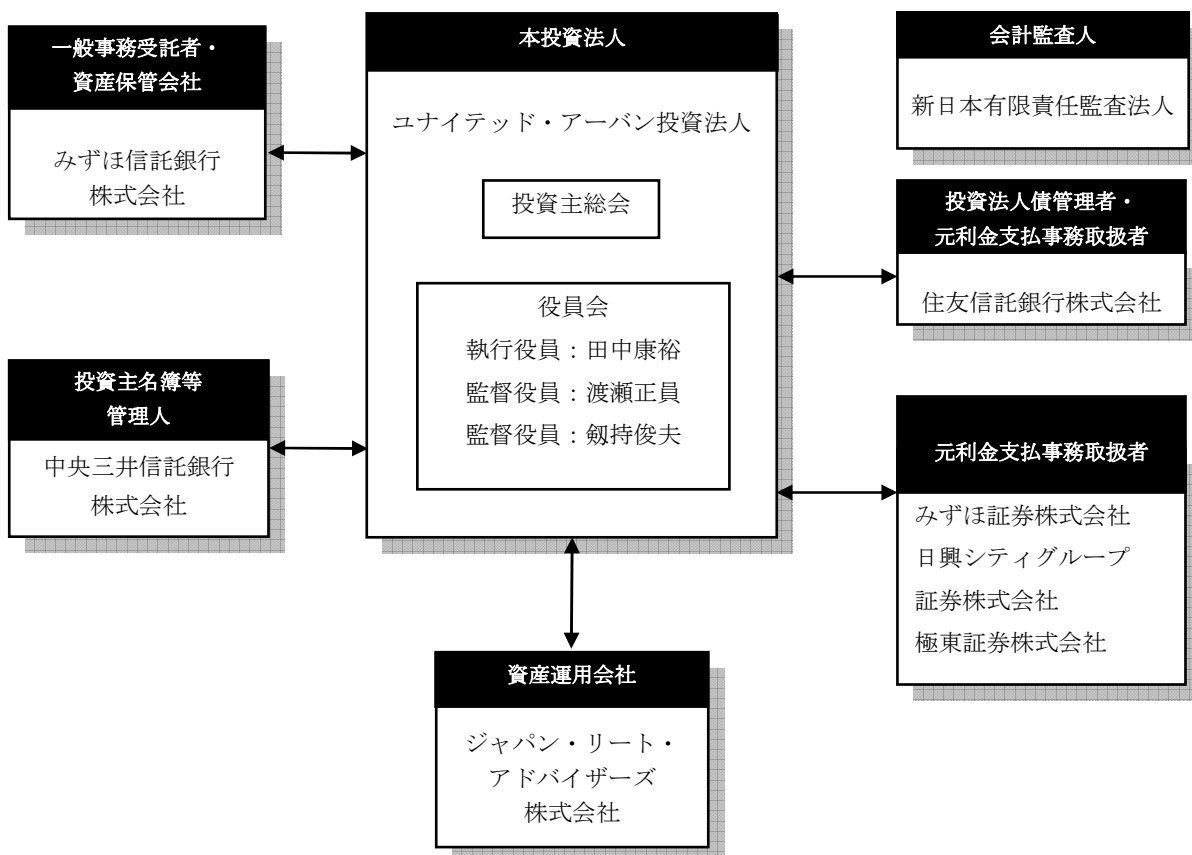 一般事務受託者・
資産保管会社
みずほ信託銀行
株式会社
投資主名簿等
管理人
中央三井信託銀行
株式会社
本投資法人
ユナイテッド・アーバン投資法人
投資主総会
役員会
執行役員：田中康裕
監督役員：渡瀬正員
監督役員：剱持俊夫
資産運用会社
ジャパン・リート・
アドバイザーズ
株式会社
会計監査人
新日本有限責任監査法人
投資法人債管理者・
元利金支払事務取扱者
住友信託銀行株式会社
元利金支払事務取扱者
みずほ証券株式会社
日興シティグループ
証券株式会社
極東証券株式会社